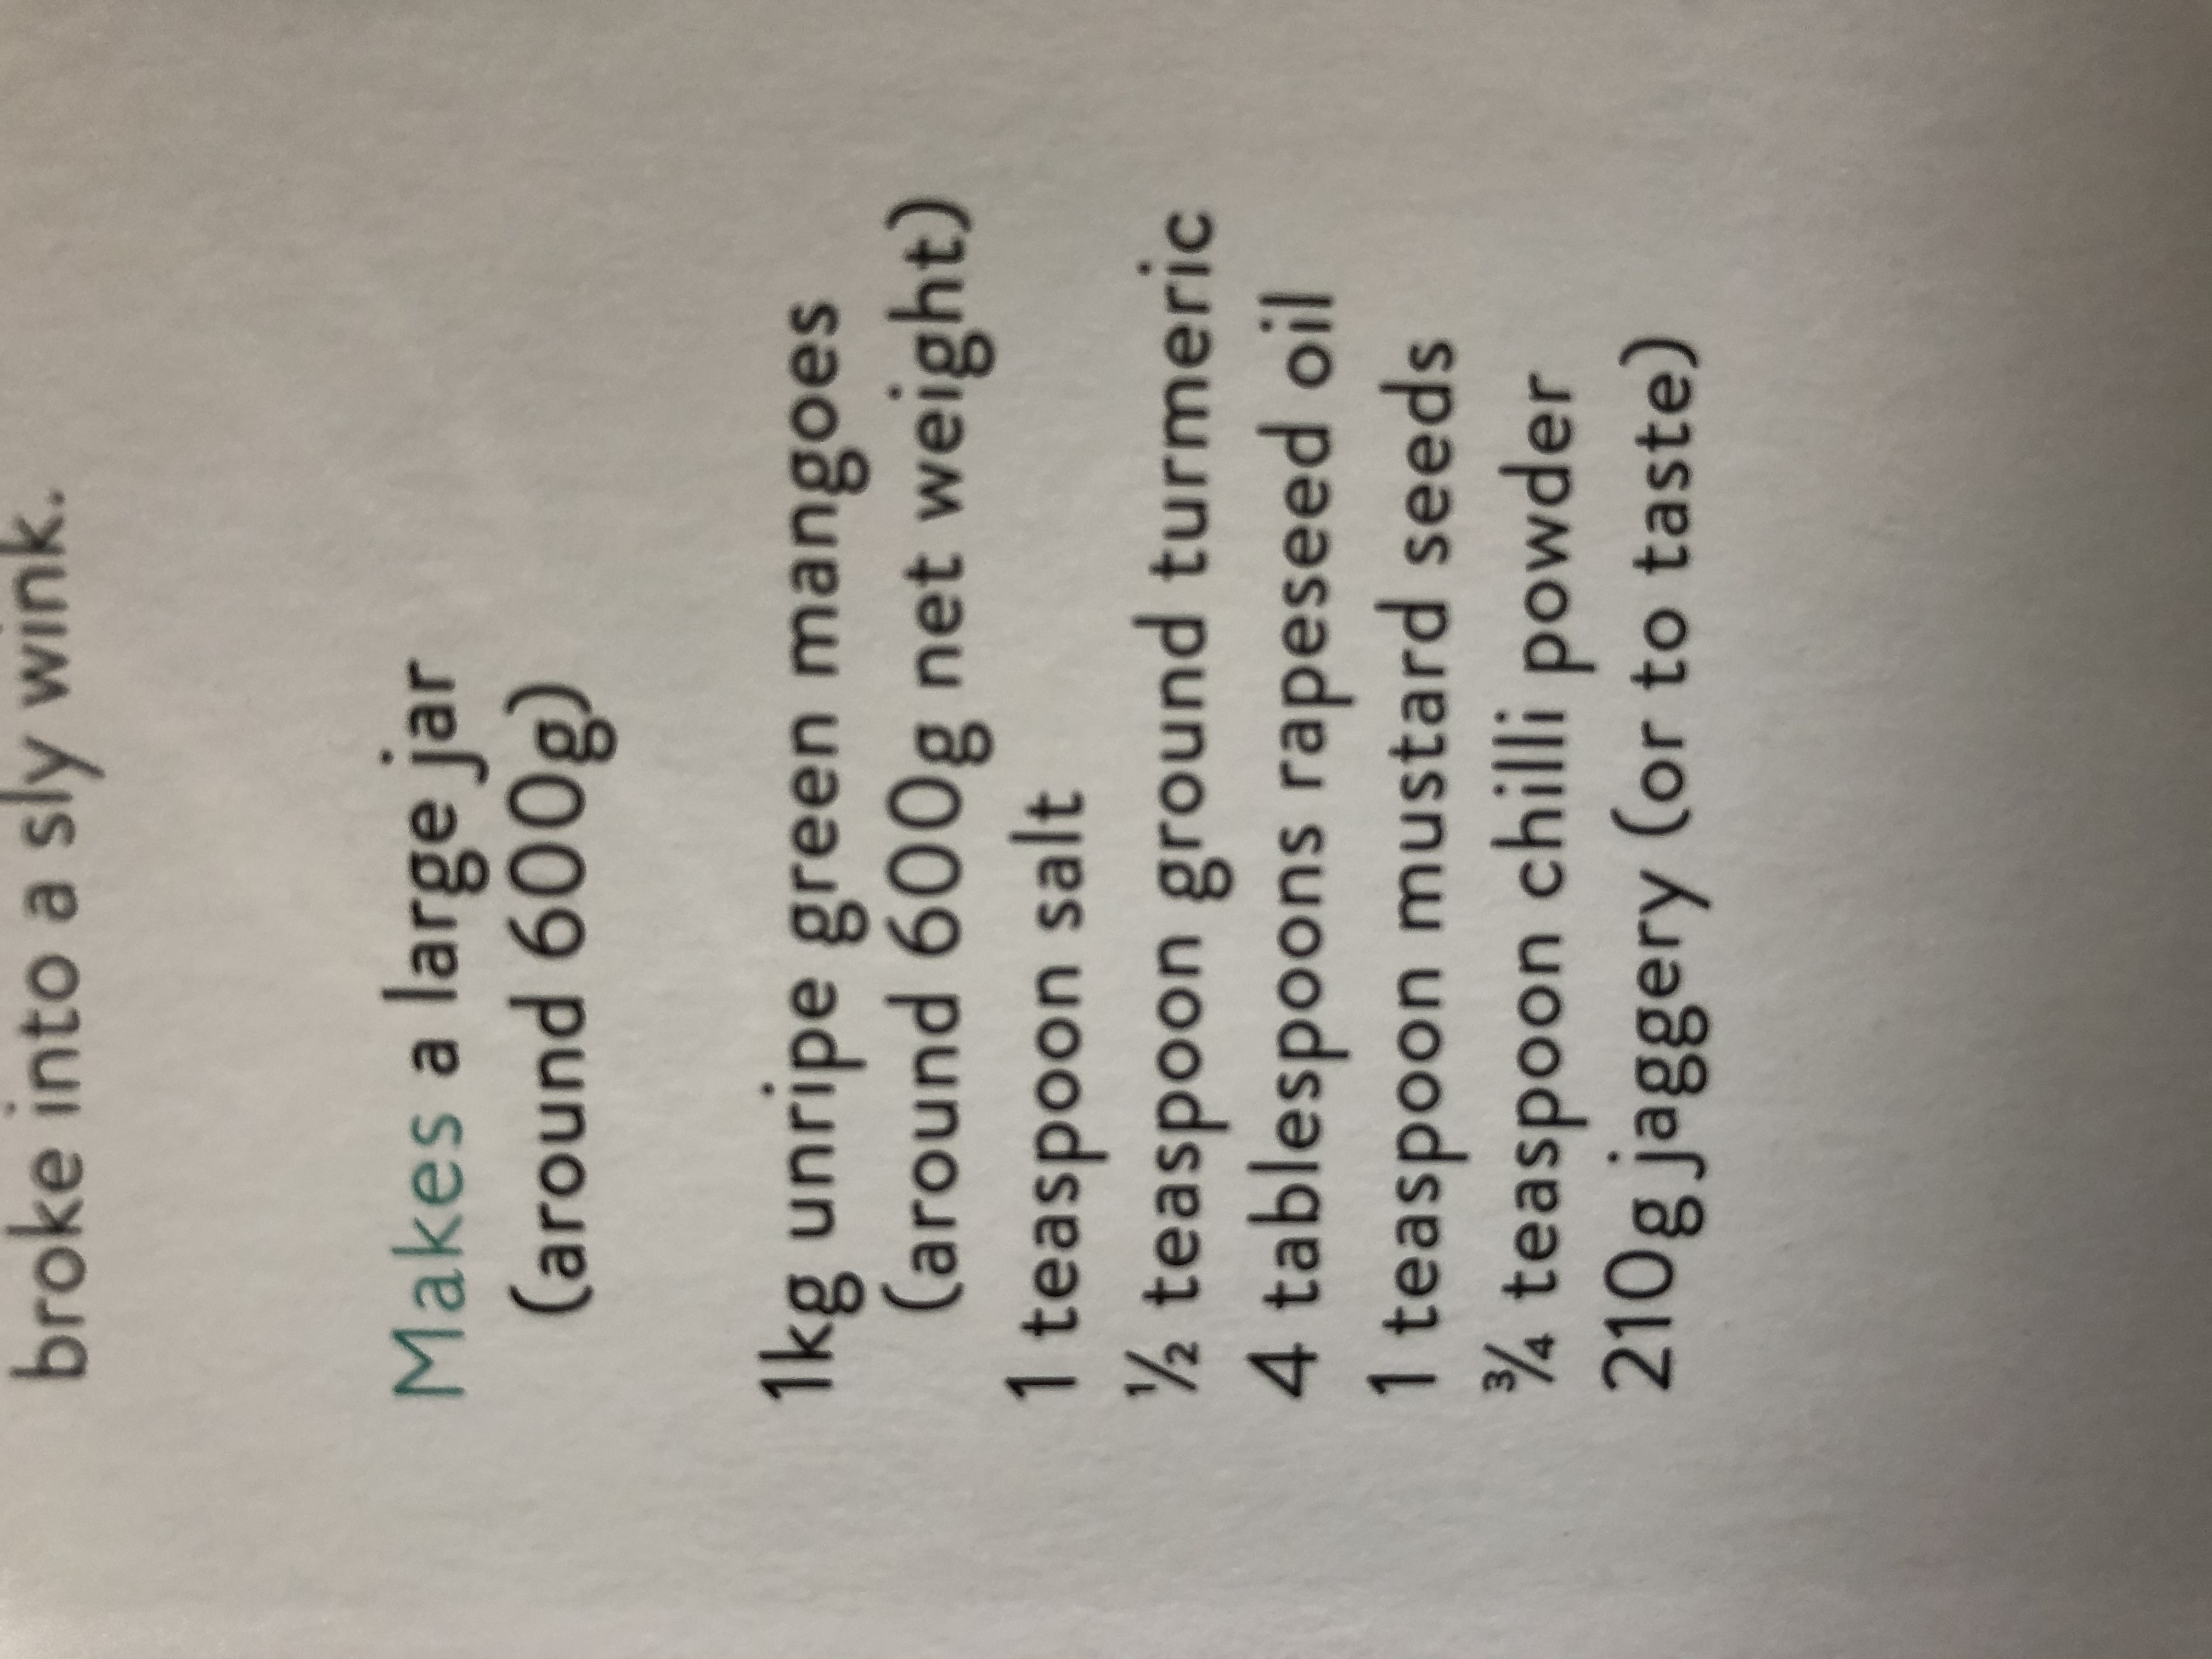 broke into a sly wink.
Makes a large jar
(around 600g)
1kg unripe green mangoes
(around 600g net weight)
1 teaspoon salt
½ teaspoon ground turmeric
4 tablespoons rapeseed oil
1 teaspoon mustard seeds
¾ teaspoon chilli powder
210g jaggery (or to taste)